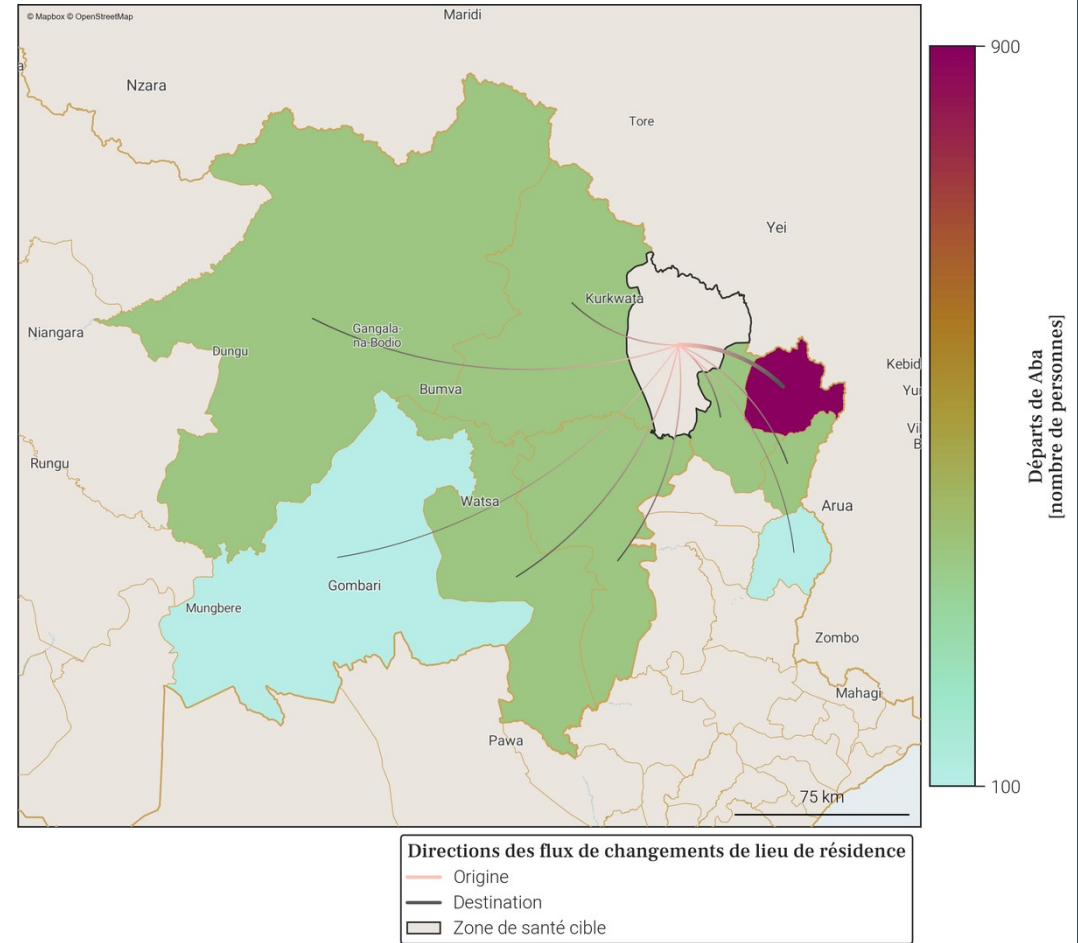 © Mapbox © OpenStreetMap
Maridi
Nzara
Tore
Yei
Kurkwata
Niangara
Gangala-
na-Bodio
Dungu
Kebid
Bumva
Yu
Vil
B
Rungu
Watsa
Arua
Gombari
Mungbere
Zombo
Mahagi
Pawa
75 km
900
100
Départs de Aba
[nombre de personnes]
Directions des flux de changements de lieu de résidence
Origine
Destination
Zone de santé cible